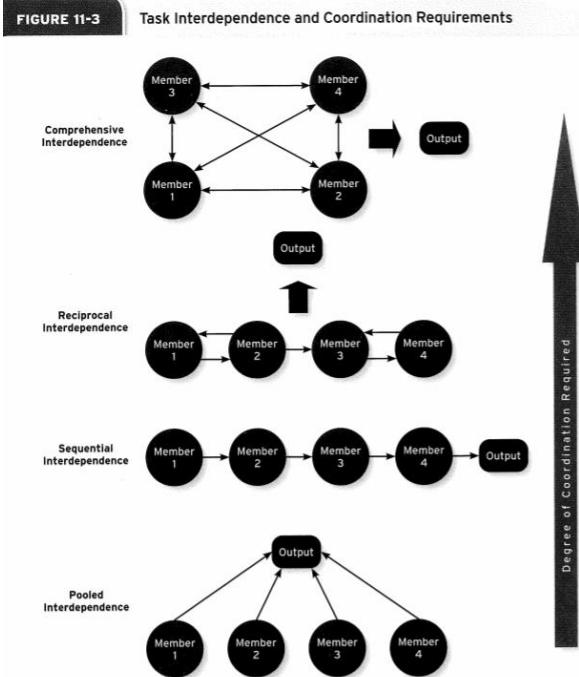 FIGURE 11-3
Task Interdependence and Coordination Requirements
Member
3
Member
4
Comprehensive
Interdependence
Output
Member
1
Member
2
Output
Reciprocal
Interdependence
Member
1
Member
2
Member
3
Member
4
Sequential
Interdependence
Member
1
Member
2
Member
3
Member
4
Output
Output
Pooled
Interdependence
Member
1
Member
2
Member
3
Member
4
Degree of Coordination Required